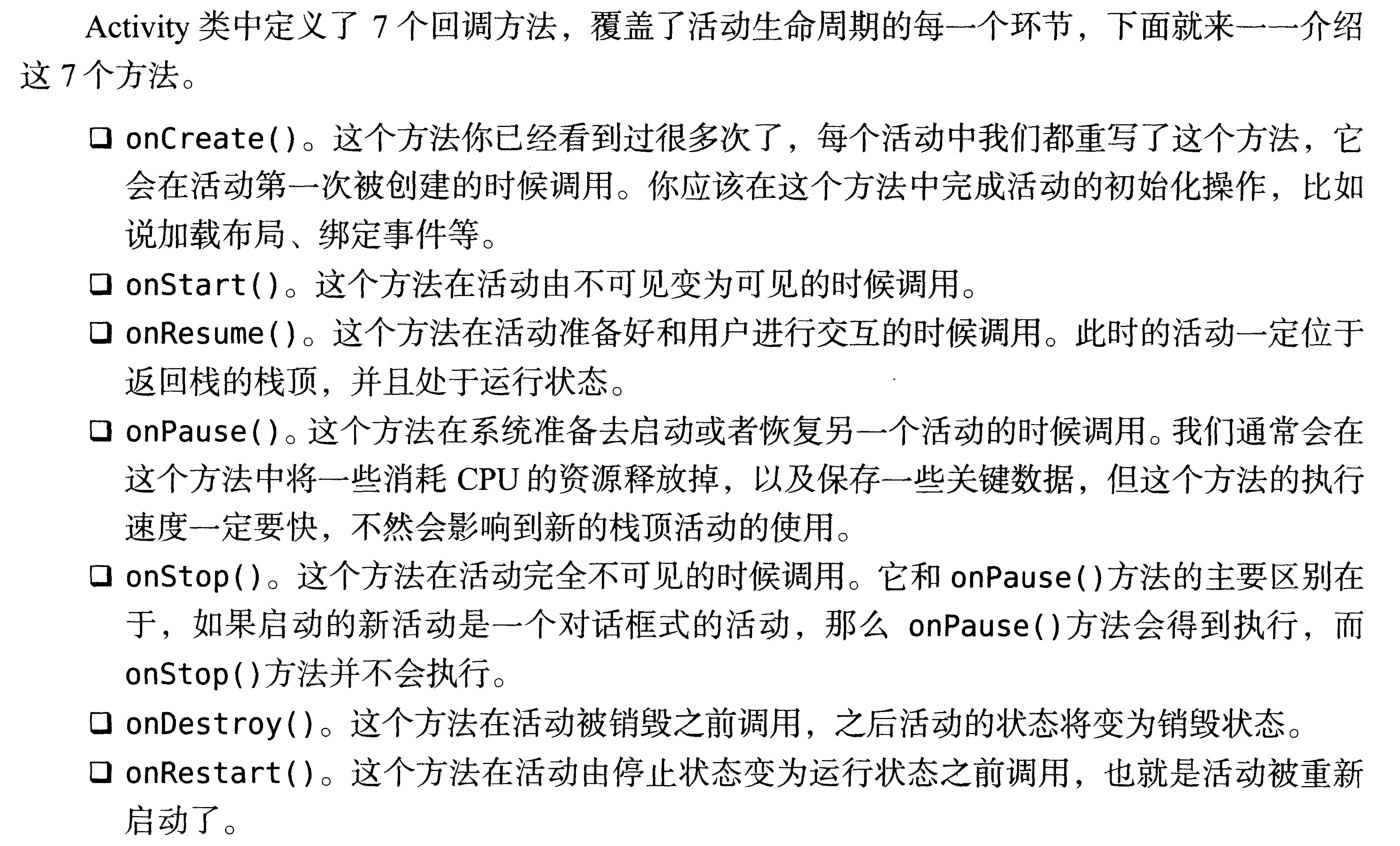 Activity 类中定义了 7 个回调方法，覆盖了活动生命周期的每一个环节，下面就来一一介绍
这 7 个方法。
❑ onCreate()。这个方法你已经看到过很多次了，每个活动中我们都重写了这个方法，它
会在活动第一次被创建的时候调用。你应该在这个方法中完成活动的初始化操作，比如
说加载布局、绑定事件等。
❑ onStart()。这个方法在活动由不可见变为可见的时候调用。
❑ onResume()。这个方法在活动准备好和用户进行交互的时候调用。此时的活动一定位于
返回栈的栈顶，并且处于运行状态。
❑ onPause()。这个方法在系统准备去启动或者恢复另一个活动的时候调用。我们通常会在
这个方法中将一些消耗 CPU 的资源释放掉，以及保存一些关键数据，但这个方法的执行
速度一定要快，不然会影响到新的栈顶活动的使用。
❑ onStop()。这个方法在活动完全不可见的时候调用。它和 onPause()方法的主要区别在
于，如果启动的新活动是一个对话框式的活动，那么 onPause()方法会得到执行，而
onStop()方法并不会执行。
❑ onDestroy()。这个方法在活动被销毁之前调用，之后活动的状态将变为销毁状态。
❑ onRestart()。这个方法在活动由停止状态变为运行状态之前调用，也就是活动被重新
启动了。